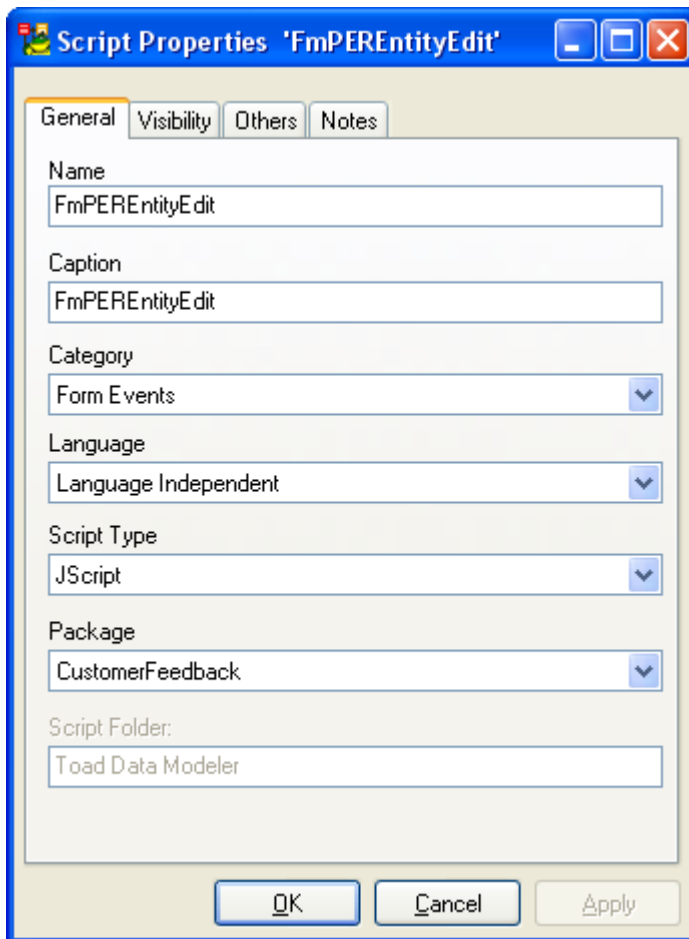 Script Properties 'FmPEREntityEdit'
General Visibility Others Notes
Name
FmPEREntityEdit
Caption
FmPEREntityEdit
Category
Form Events
Language
Language Independent
Script Type
JScript
Package
CustomerFeedback
Script Folder:
Toad Data Modeler
OK Cancel Apply